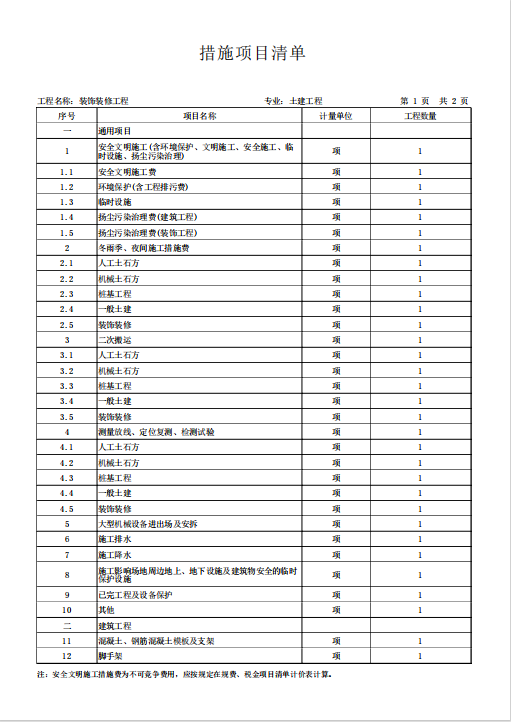 措施项目清单
工程名称：装饰装修工程 专业：土建工程 第 1 页 共 2 页
序号 项目名称 计量单位 工程数量
一 通用项目
1 安全文明施工(含环境保护、文明施工、安全施工、临 项 1
时设施、扬尘污染治理)
1.1 安全文明施工费 项 1
1.2 环境保护(含工程排污费) 项 1
1.3 临时设施 项 1
1.4 扬尘污染治理费(建筑工程) 项 1
1.5 扬尘污染治理费(装饰工程) 项 1
2 冬雨季、夜间施工措施费 项 1
2.1 人工土石方 项 1
2.2 机械土石方 项 1
2.3 桩基工程 项 1
2.4 一般土建 项 1
2.5 装饰装修 项 1
3 二次搬运 项 1
3.1 人工土石方 项 1
3.2 机械土石方 项 1
3.3 桩基工程 项 1
3.4 一般土建 项 1
3.5 装饰装修 项 1
4 测量放线、定位复测、检测试验 项 1
4.1 人工土石方 项 1
4.2 机械土石方 项 1
4.3 桩基工程 项 1
4.4 一般土建 项 1
4.5 装饰装修 项 1
5 大型机械设备进出场及安拆 项 1
6 施工排水 项 1
7 施工降水 项 1
8 施工影响场地周边地上、地下设施及建筑物安全的临时 项 1
保护设施
9 已完工程及设备保护 项 1
10 其他 项 1
二 建筑工程
11 混凝土、钢筋混凝土模板及支架 项 1
12 脚手架 项 1
注：安全文明施工措施费为不可竞争费用，应按规定在规费、税金项目清单计价表计算。